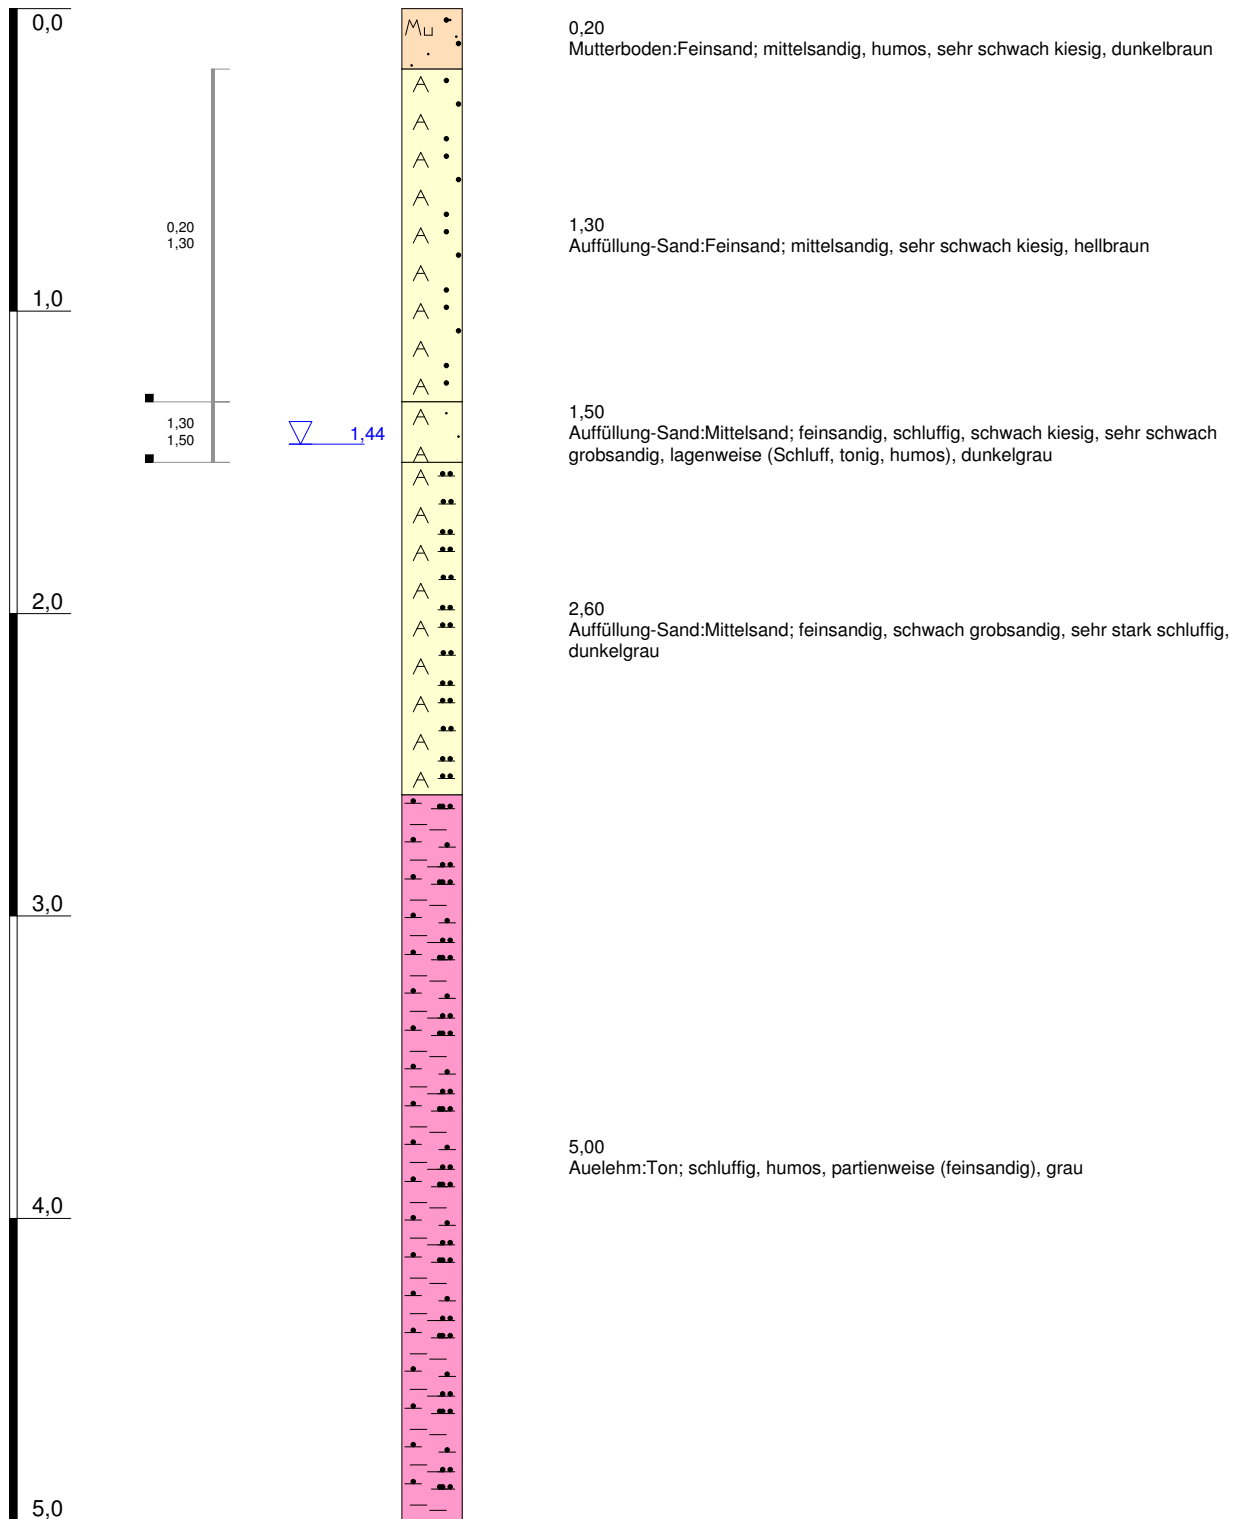 0,0
Mu
0,20
Mutterboden:Feinsand; mittelsandig, humos, sehr schwach kiesig, dunkelbraun
A
A
A
A
A
A
A
A
A
0,20
1,30
1,30
Auffüllung-Sand:Feinsand; mittelsandig, sehr schwach kiesig, hellbraun
1,0
1,30
1,50
1,44
A
A
1,50
Auffüllung-Sand:Mittelsand; feinsandig, schluffig, schwach kiesig, sehr schwach
grobsandig, lagenweise (Schluff, tonig, humos), dunkelgrau
A
A
A
A
A
A
A
A
A
2,0
2,60
Auffüllung-Sand:Mittelsand; feinsandig, schwach grobsandig, sehr stark schluffig,
dunkelgrau
3,0
5,00
Auelehm:Ton; schluffig, humos, partienweise (feinsandig), grau
4,0
5,0